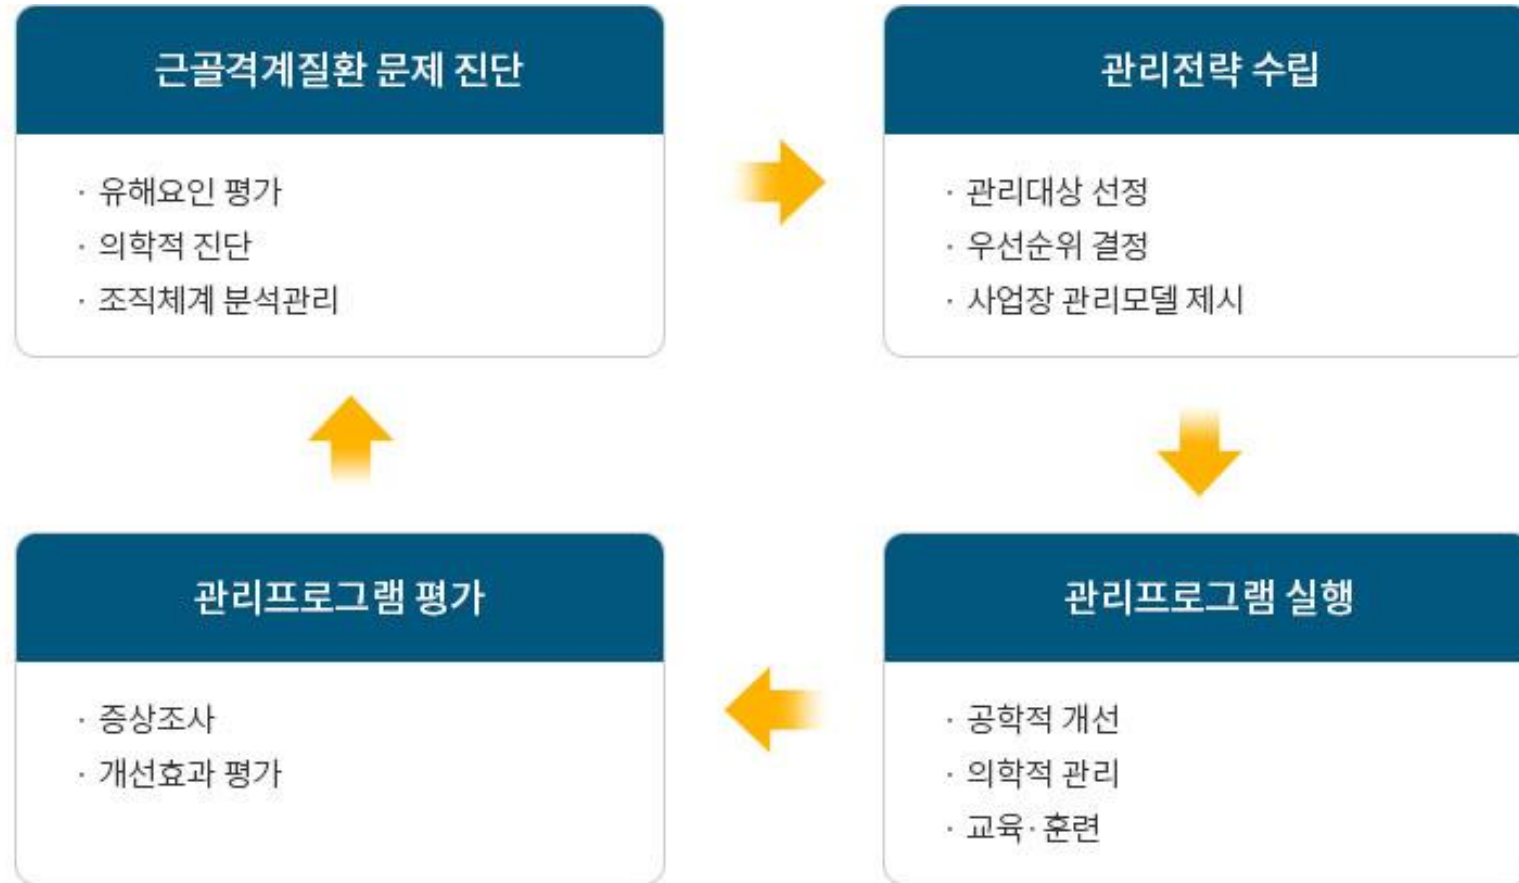 근골격계질환 문제 진단
· 유해요인 평가
· 의학적 진단
· 조직체계 분석관리
관리전략 수립
· 관리대상 선정
· 우선순위 결정
· 사업장 관리모델 제시
관리프로그램 실행
· 공학적 개선
· 의학적 관리
· 교육·훈련
관리프로그램 평가
· 증상조사
· 개선효과 평가